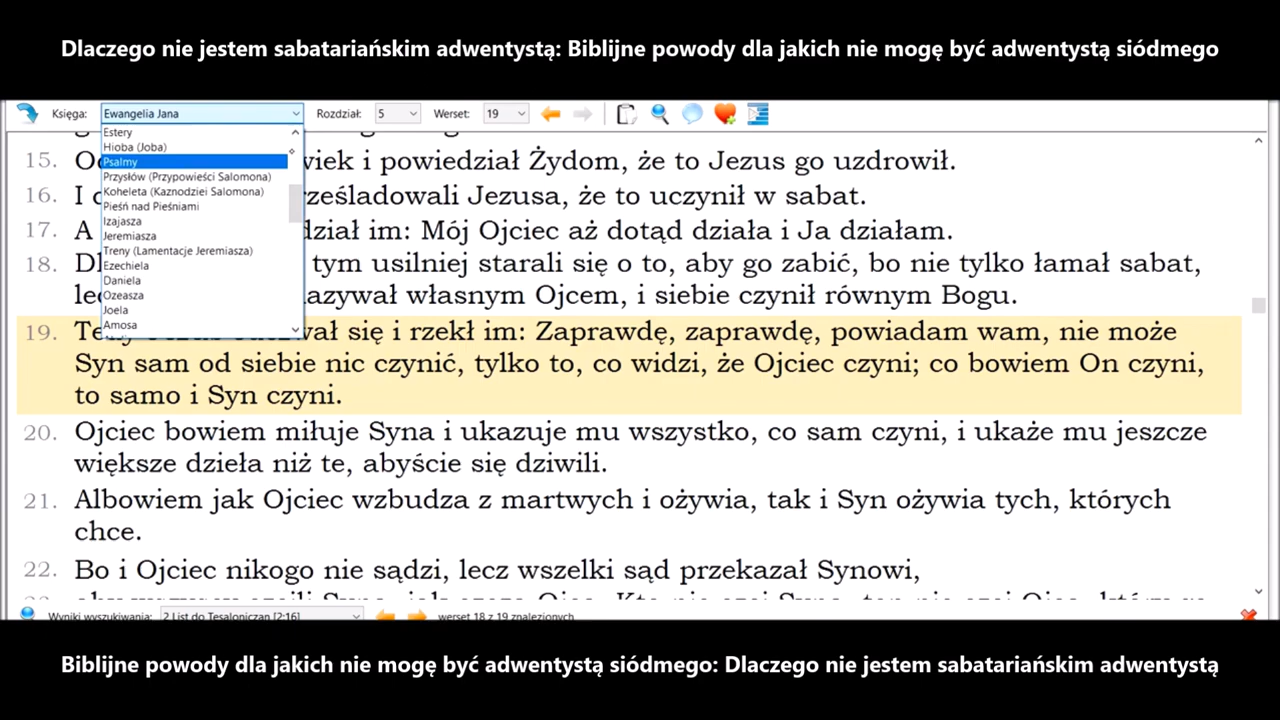 Dlaczego nie jestem sabatariańskim adwentystą: Biblijne powody dla jakich nie mogę być adwentystą siódmego
Księga: Ewangelia Jana Rozdział: 5 Werset: 19
Estery
Hioba (Joba)
Psalmy
Przysłów (Przypowieści Salomona)
Koheleta (Kaznodziei Salomona)
Pieśń nad Pieśniami
Izajasza
Jeremiasza
Treny (Lamentacje Jeremiasza)
Ezechiela
Daniela
Ozeasza
Joela
Amosa
15. wiek i powiedział Żydom, że to Jezus go uzdrowił.
16. I prześladowali Jezusa, że to uczynił w sabat.
17. A dział im: Mój Ojciec aż dotąd działa i Ja działam.
18. tym usilniej starali się o to, aby go zabić, bo nie tylko łamał sabat,
azywał własnym Ojcem, i siebie czynił równym Bogu.
19. wał się i rzekł im: Zaprawdę, zaprawdę, powiadam wam, nie może
Syn sam od siebie nic czynić, tylko to, co widzi, że Ojciec czyni; co bowiem On czyni,
to samo i Syn czyni.
20. Ojciec bowiem miłuje Syna i ukazuje mu wszystko, co sam czyni, i ukaże mu jeszcze
większe dzieła niż te, abyście się dziwili.
21. Albowiem jak Ojciec wzbudza z martwych i ożywia, tak i Syn ożywia tych, których
chce.
22. Bo i Ojciec nikogo nie sądzi, lecz wszelki sąd przekazał Synowi,
Wyniki wyszukiwania: 2 List do Tesaloniczan [2:16] werset 18 z 19 znalezionych
Biblijne powody dla jakich nie mogę być adwentystą siódmego: Dlaczego nie jestem sabatariańskim adwentystą